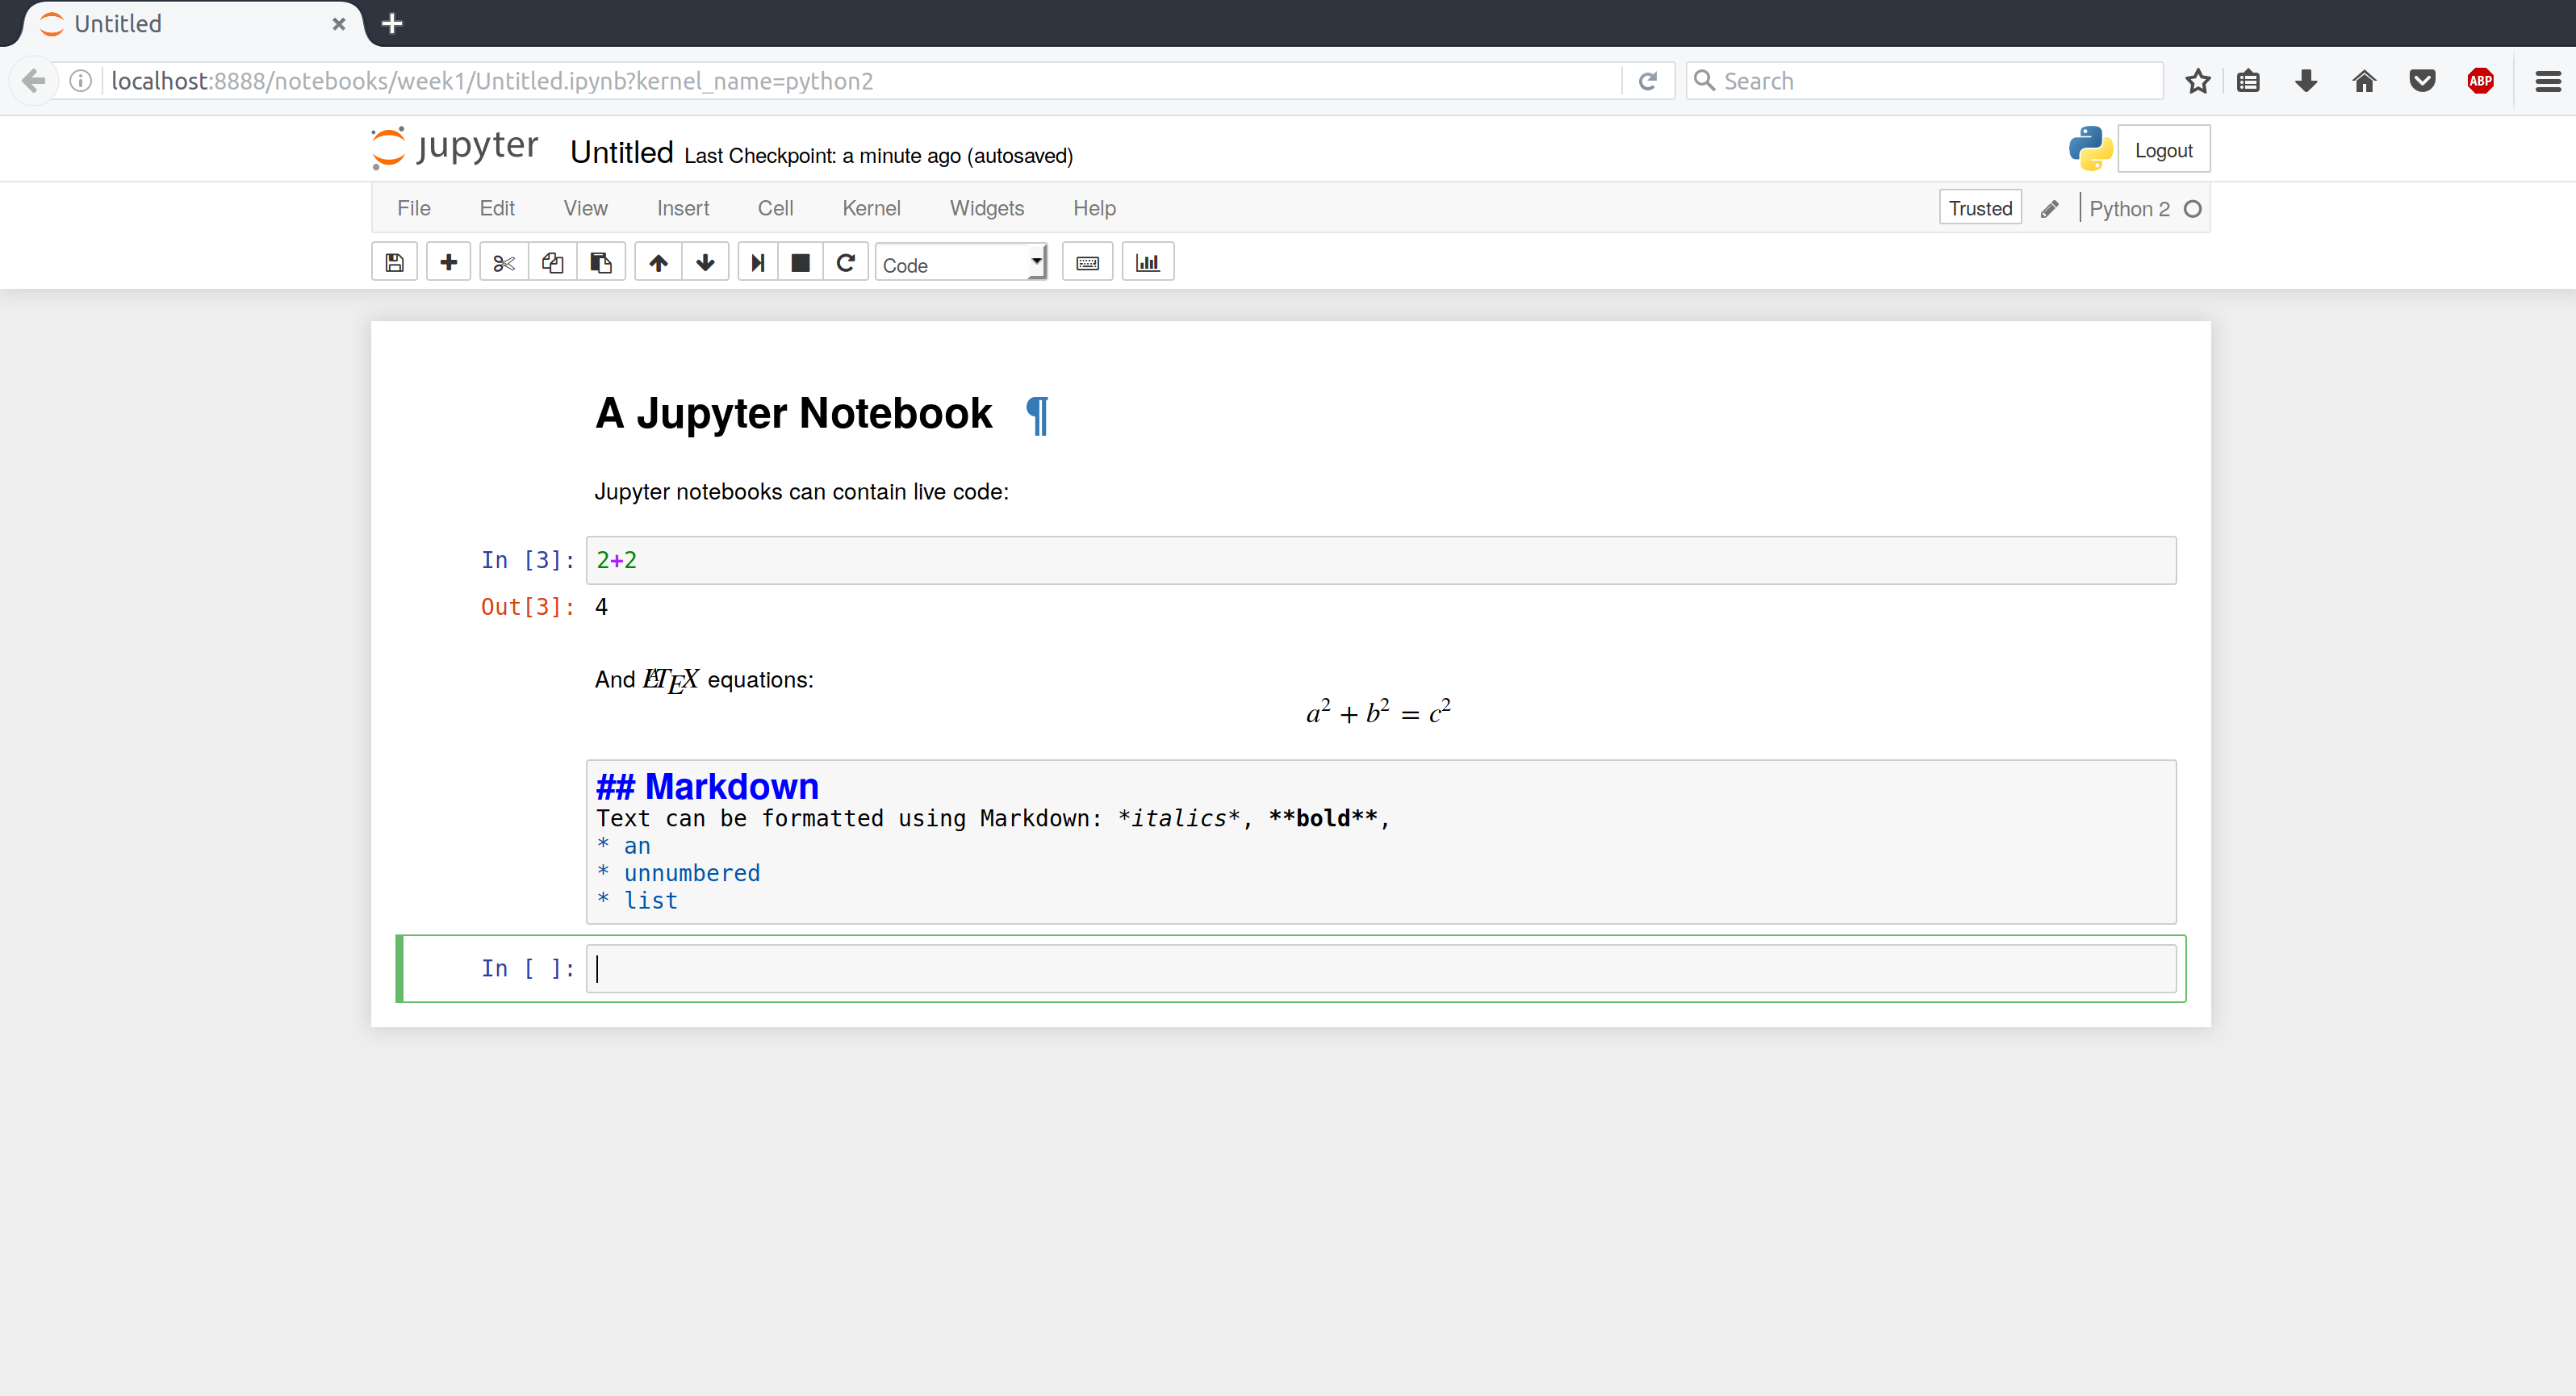 Untitled
localhost:8888/notebooks/week1/Untitled.ipynb?kernel_name=python2
Search
ABP
jupyter Untitled Last Checkpoint: a minute ago (autosaved)
Logout
File Edit View Insert Cell Kernel Widgets Help
Trusted Python 2
Code
A Jupyter Notebook ¶
Jupyter notebooks can contain live code:
In [3]: 2+2
Out[3]: 4
And LATEX equations:
a² + b² = c²
## Markdown
Text can be formatted using Markdown: *italics*, **bold**,
* an
* unnumbered
* list
In [ ]: